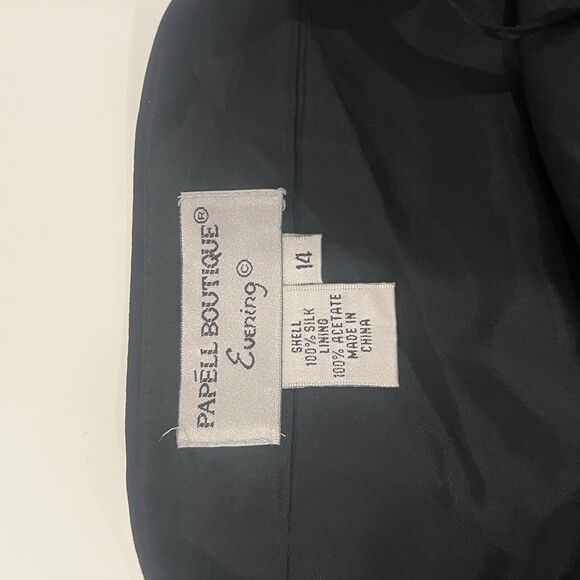 PAPELL BOUTIQUE®
Evening©
14
SHELL
100% SILK
LINING
100% ACETATE
MADE IN
CHINA